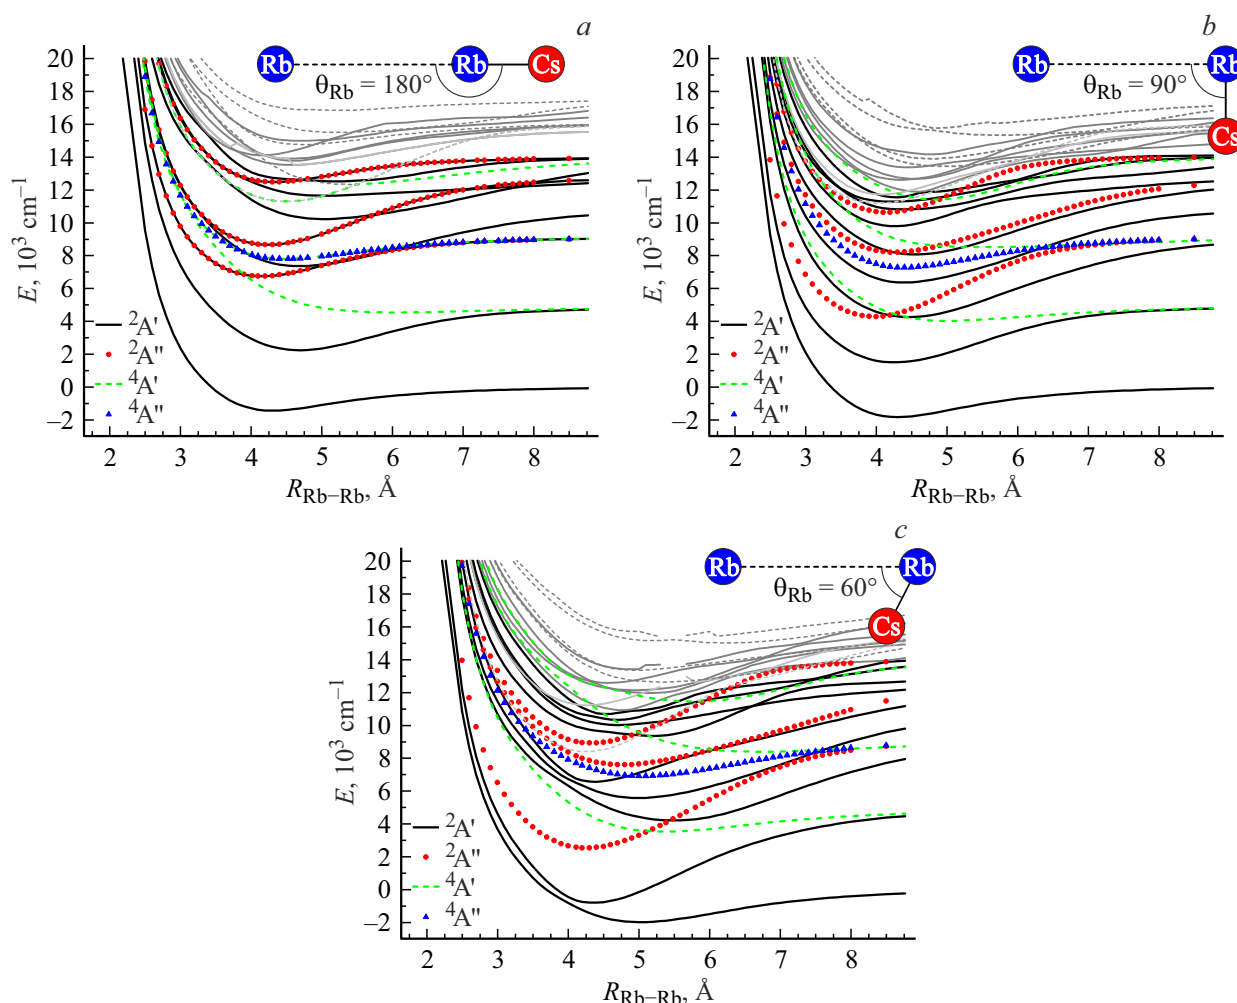 a
20
18
16
14
12
10
8
6
4
2
0
–2
E, 10³ cm⁻¹
Rb Rb Cs
θRb = 180°
²A'
²A''
⁴A'
⁴A''
2 3 4 5 6 7 8
RRb–Rb, Å
b
20
18
16
14
12
10
8
6
4
2
0
–2
E, 10³ cm⁻¹
Rb Rb
θRb = 90°
Cs
²A'
²A''
⁴A'
⁴A''
2 3 4 5 6 7 8
RRb–Rb, Å
c
20
18
16
14
12
10
8
6
4
2
0
–2
E, 10³ cm⁻¹
Rb Rb
θRb = 60°
Cs
²A'
²A''
⁴A'
⁴A''
2 3 4 5 6 7 8
RRb–Rb, Å